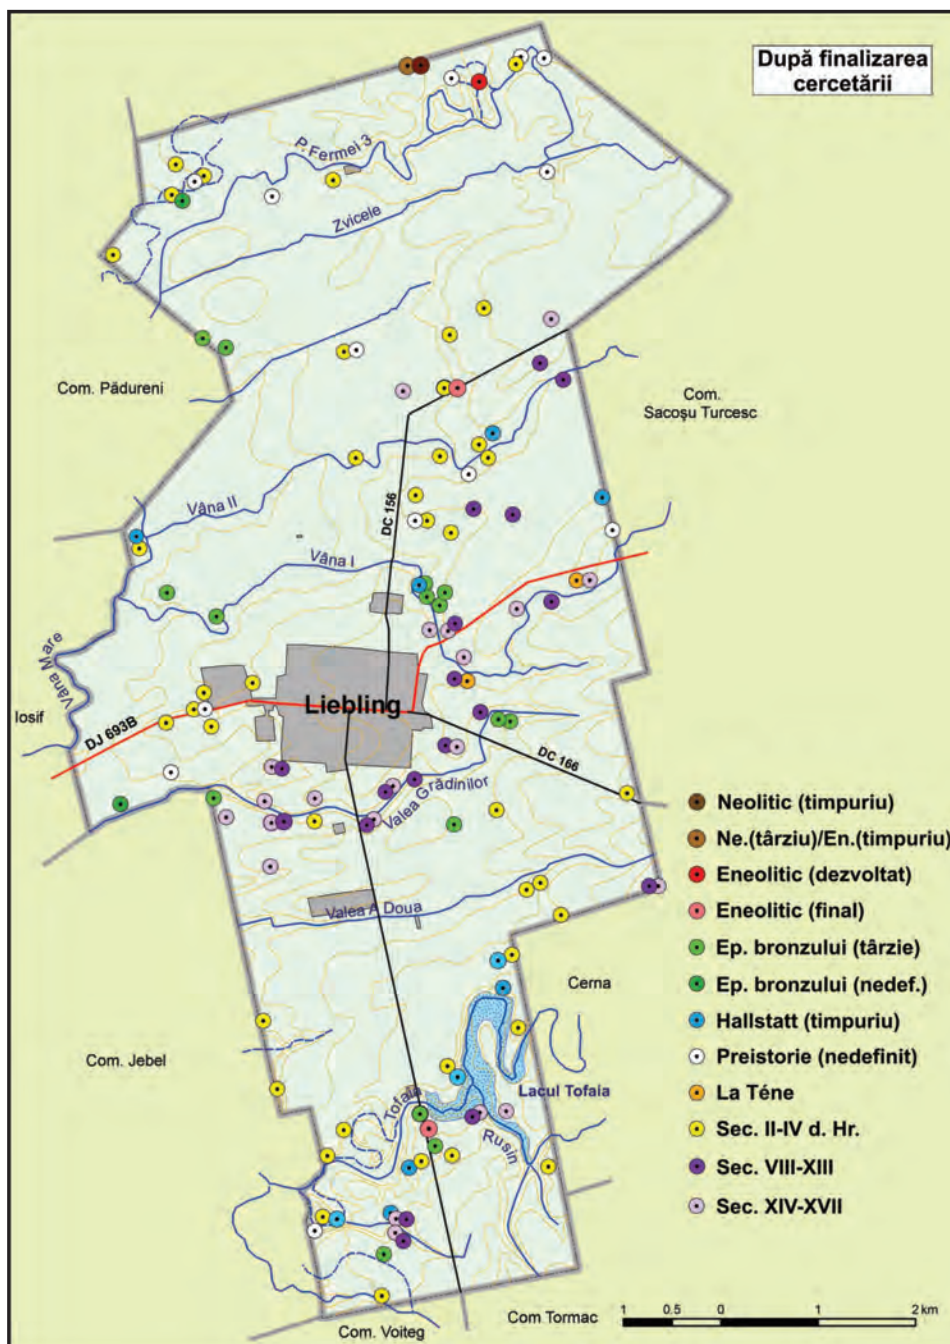 După finalizarea
cercetării
P. Fermei 3
Zvicele
Com. Pădureni
Com.
Sacoșu Turcesc
Vâna II
DC 156
Vâna I
Vâna Mare
Iosif
Liebling
DJ 693B
DC 166
Valea Grădinilor
Valea A Doua
Cerna
Com. Jebel
Lacul Tofaia
Tofaia
Rusin
Neolitic (timpuriu)
Ne.(târziu)/En.(timpuriu)
Eneolitic (dezvoltat)
Eneolitic (final)
Ep. bronzului (târzie)
Ep. bronzului (nedef.)
Hallstatt (timpuriu)
Preistorie (nedefinit)
La Téne
Sec. II-IV d. Hr.
Sec. VIII-XIII
Sec. XIV-XVII
1 0.5 0 1 2 km
Com Tormac
Com. Voiteg